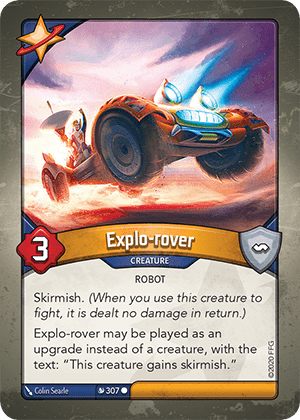 Explo-rover
3
CREATURE
ROBOT
Skirmish. (When you use this creature to
fight, it is dealt no damage in return.)
Explo-rover may be played as an
upgrade instead of a creature, with the
text: “This creature gains skirmish.”
Colin Searle
307
©2020 FFG